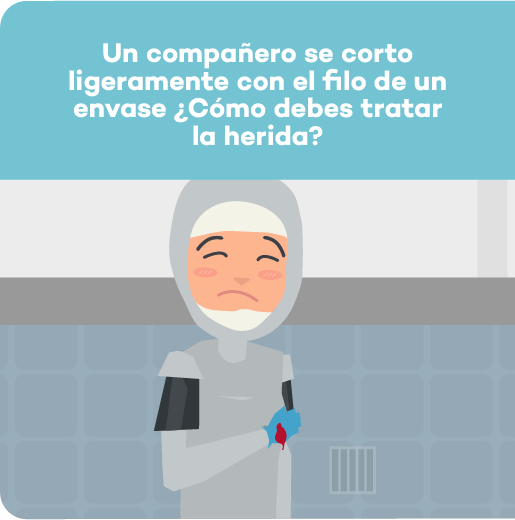 Un compañero se corto
ligeramente con el filo de un
envase ¿Cómo debes tratar
la herida?